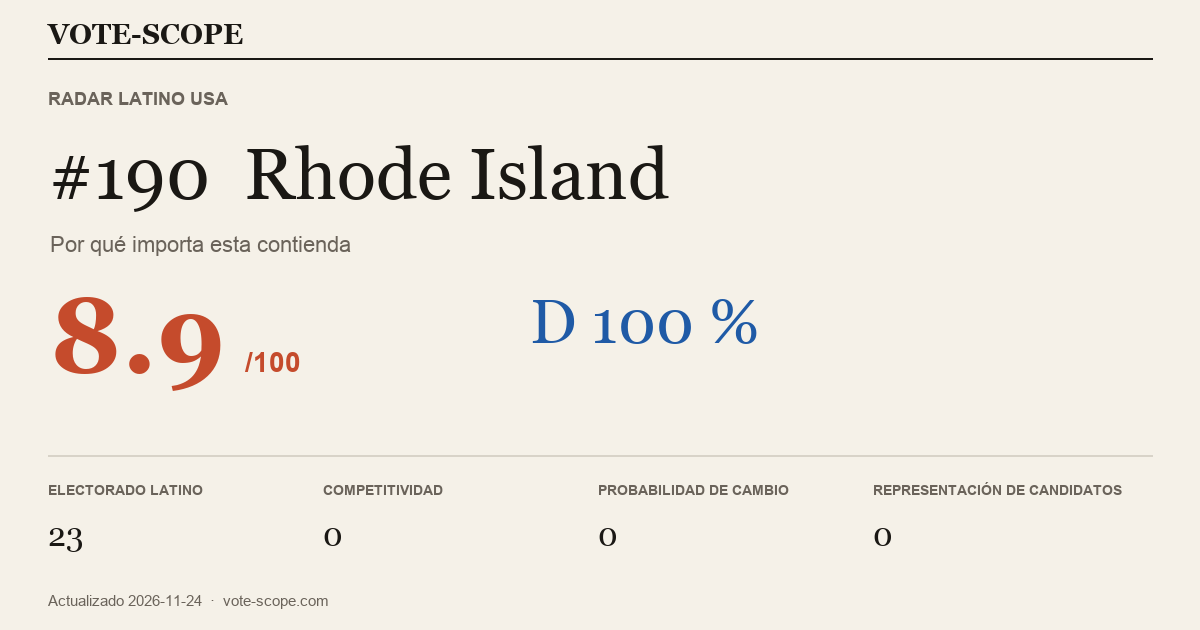 VOTE-SCOPE
RADAR LATINO USA
#190 Rhode Island
Por qué importa esta contienda
8.9 /100
D 100 %
ELECTORADO LATINO
23
COMPETITIVIDAD
0
PROBABILIDAD DE CAMBIO
0
REPRESENTACIÓN DE CANDIDATOS
0
Actualizado 2026-11-24 · vote-scope.com